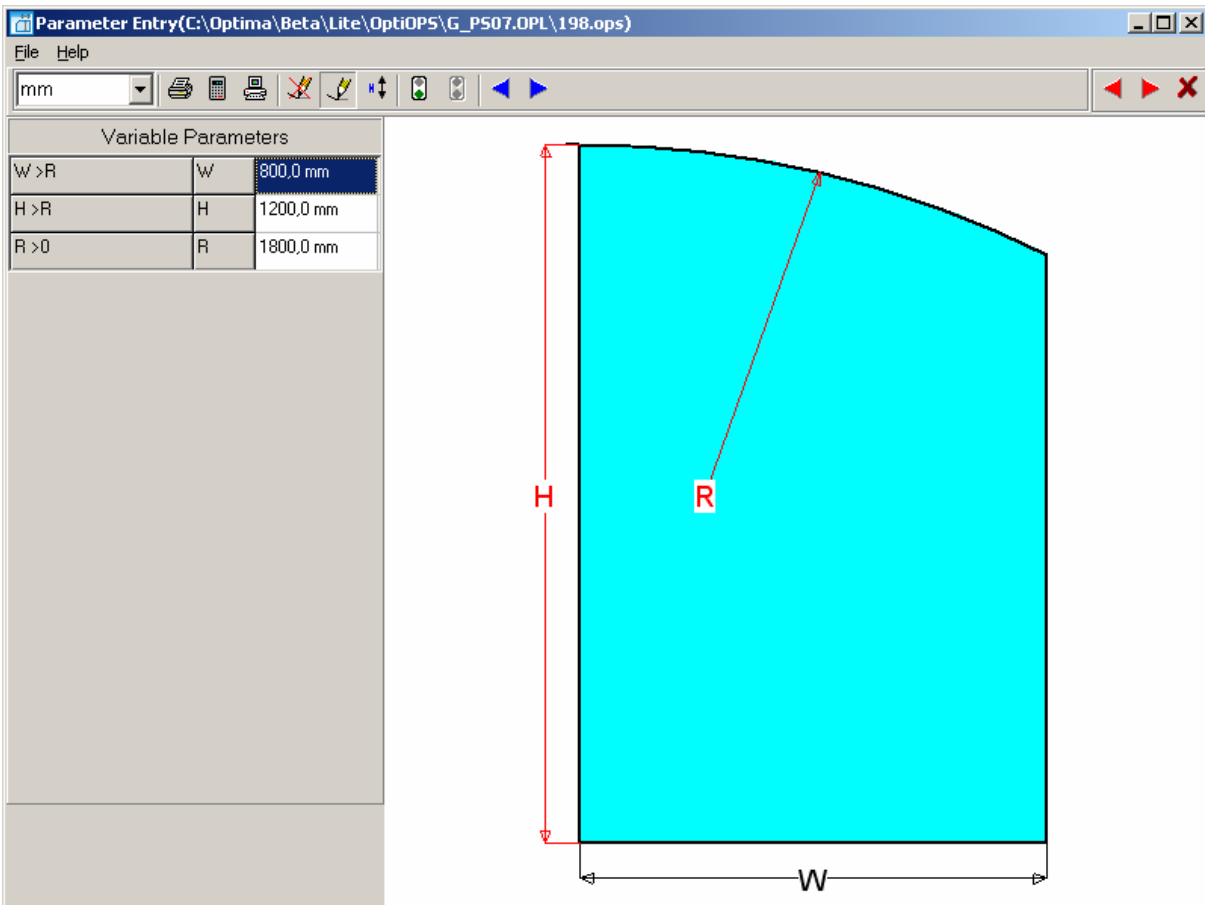 Parameter Entry(C:\Optima\Beta\Lite\OptiOPS\G_PS07.OPL\198.ops)
File Help
mm
Variable Parameters
W >R W 800,0 mm
H >R H 1200,0 mm
R >0 R 1800,0 mm
H
R
W